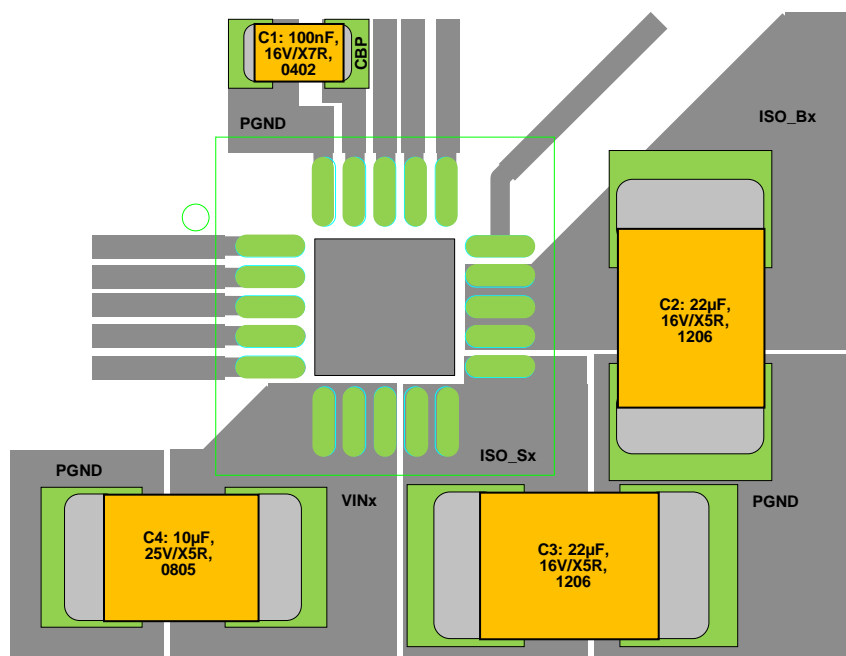 C1: 100nF,
16V/X7R,
0402
CBP
PGND
ISO_Bx
C2: 22µF,
16V/X5R,
1206
PGND
ISO_Sx
VINx
PGND
C4: 10µF,
25V/X5R,
0805
C3: 22µF,
16V/X5R,
1206